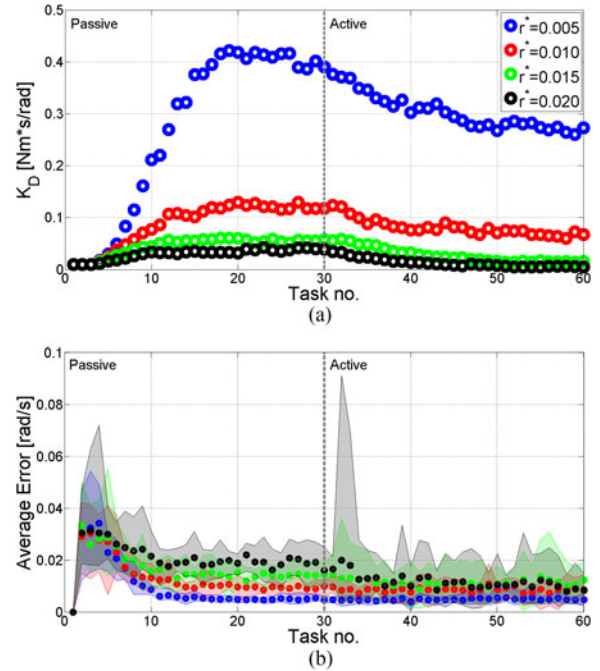 Passive
Active
r*=0.005
r*=0.010
r*=0.015
r*=0.020
K_D [Nm*s/rad]
0.5
0.4
0.3
0.2
0.1
0
0 10 20 30 40 50 60
Task no.
(a)
Passive
Active
Average Error [rad/s]
0.1
0.08
0.06
0.04
0.02
0
0 10 20 30 40 50 60
Task no.
(b)